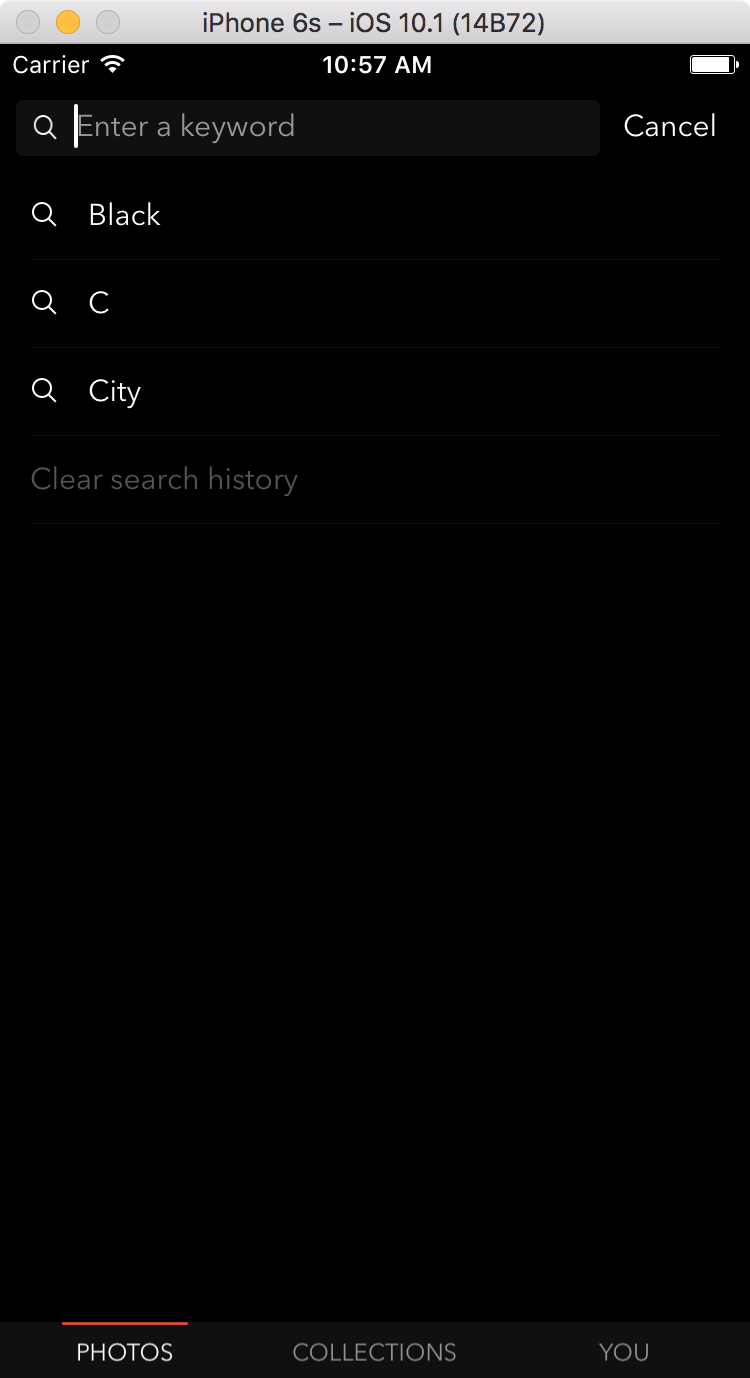 iPhone 6s – iOS 10.1 (14B72)
Carrier 10:57 AM
Enter a keyword Cancel
Black
C
City
Clear search history
PHOTOS COLLECTIONS YOU